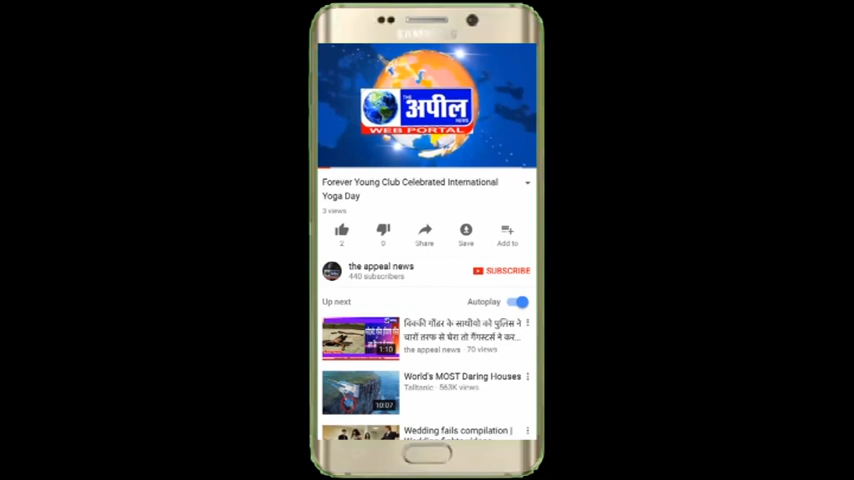 SAMSUNG
THE
अपील
NEWS
WEB PORTAL
Forever Young Club Celebrated International
Yoga Day
3 views
2
0
Share
Save
Add to
the appeal news
440 subscribers
SUBSCRIBE
Up next
Autoplay
विक्की गौंडर के साथीयो को पुलिस ने
चारों तरफ से घेरा तो गैंगस्टर्स ने कर...
the appeal news · 70 views
1:10
World's MOST Daring Houses
Talltanic · 563K views
10:07
Wedding fails compilation |